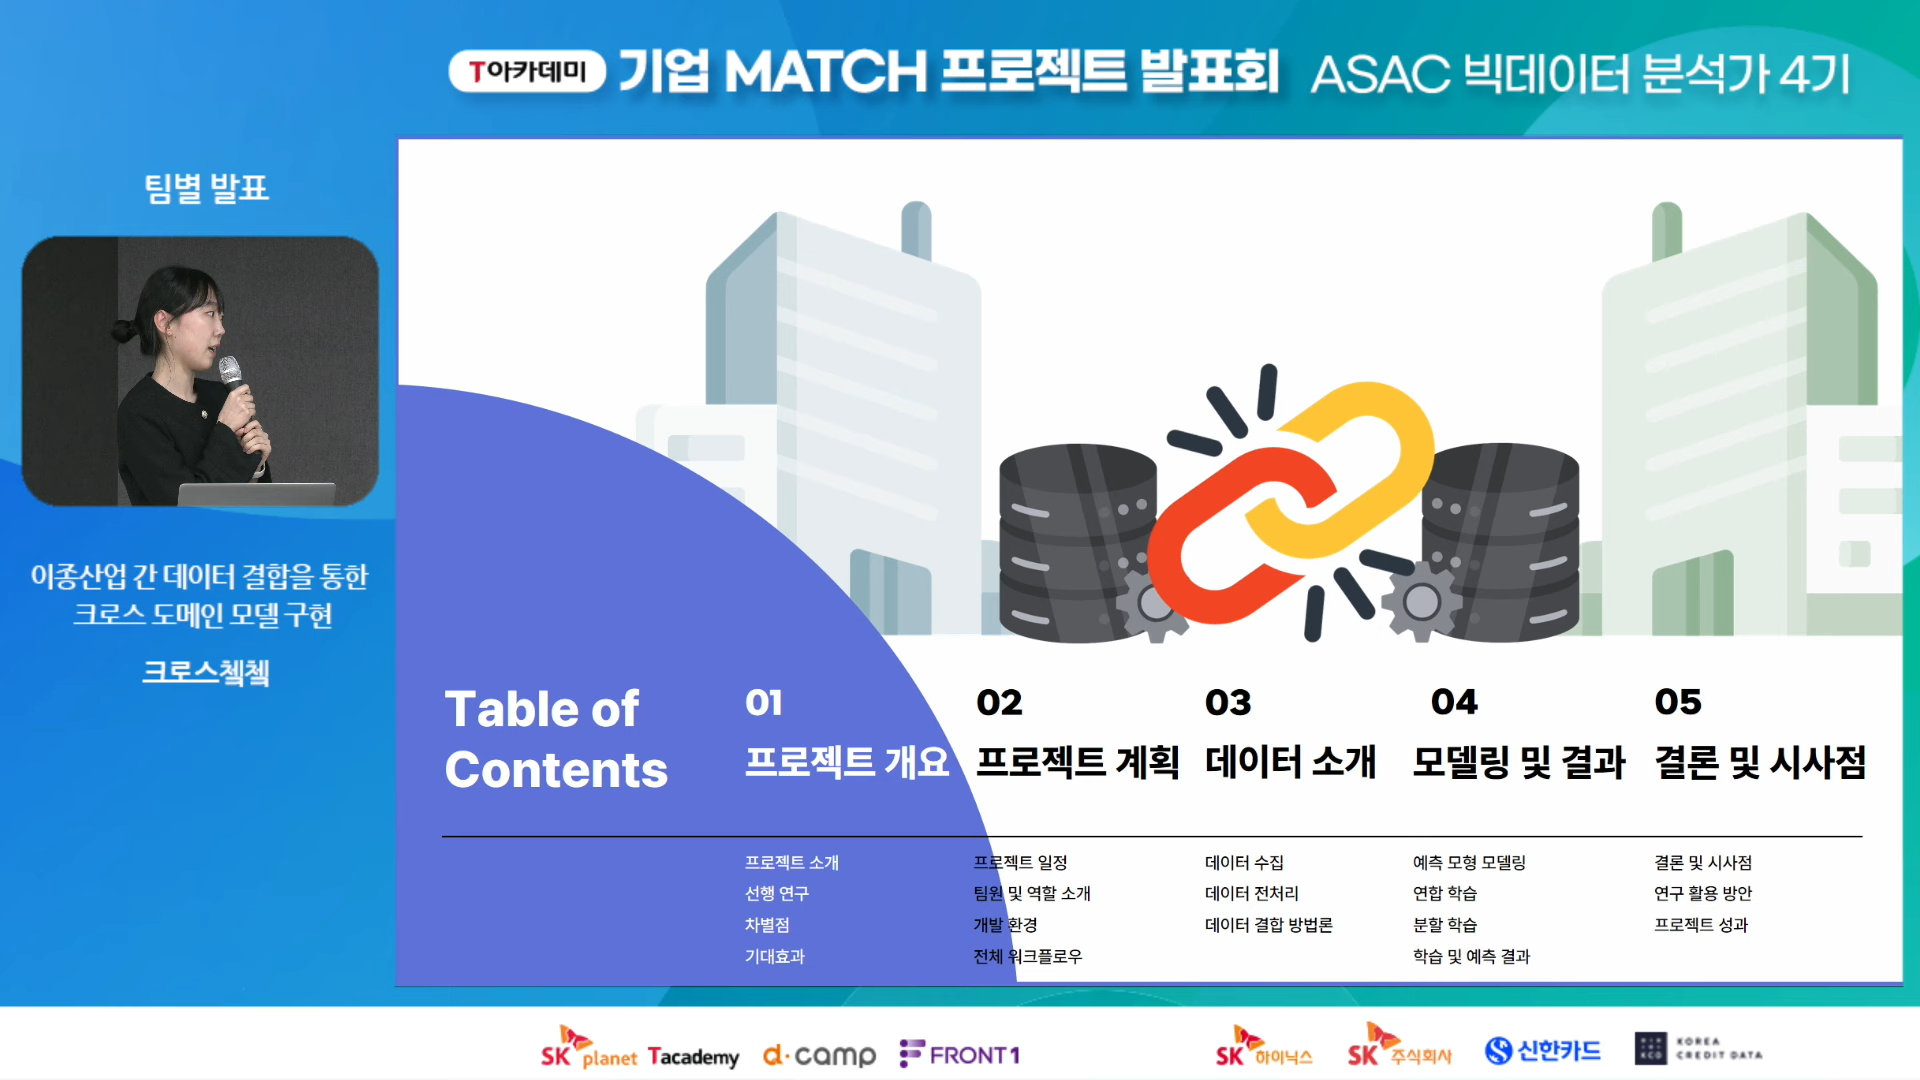 T아카데미 기업 MATCH 프로젝트 발표회 ASAC 빅데이터 분석가 4기
팀별 발표
이종산업 간 데이터 결합을 통한
크로스 도메인 모델 구현
크로스첵첵
Table of
Contents
01
프로젝트 개요
프로젝트 소개
선행 연구
차별점
기대효과
02
프로젝트 계획
프로젝트 일정
팀원 및 역할 소개
개발 환경
전체 워크플로우
03
데이터 소개
데이터 수집
데이터 전처리
데이터 결합 방법론
04
모델링 및 결과
예측 모형 모델링
연합 학습
분할 학습
학습 및 예측 결과
05
결론 및 시사점
결론 및 시사점
연구 활용 방안
프로젝트 성과
SK planet Tacademy d·camp FRONT1 SK하이닉스 SK주식회사 신한카드 KCD KOREA
CREDIT DATA